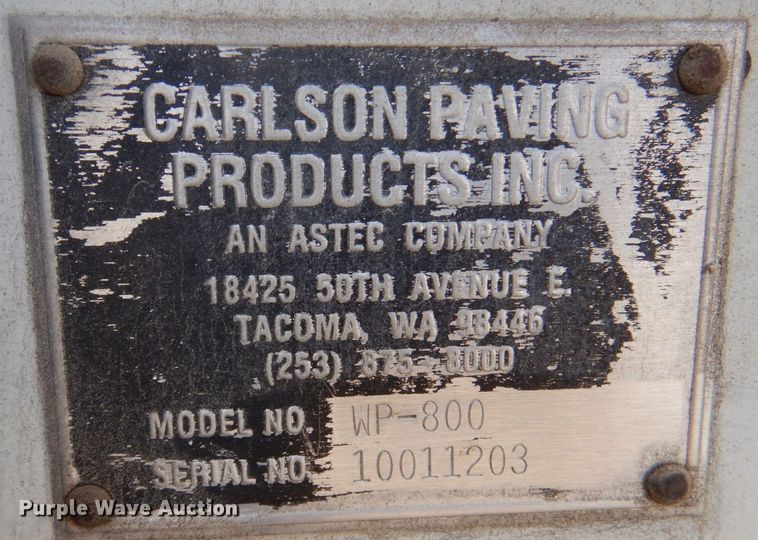 CARLSON PAVING
PRODUCTS INC.
AN ASTEC COMPANY
18425 50TH AVENUE E.
TACOMA, WA 98446
(253) 875-8000
MODEL NO. WP-800
SERIAL NO. 10011203
Purple Wave Auction